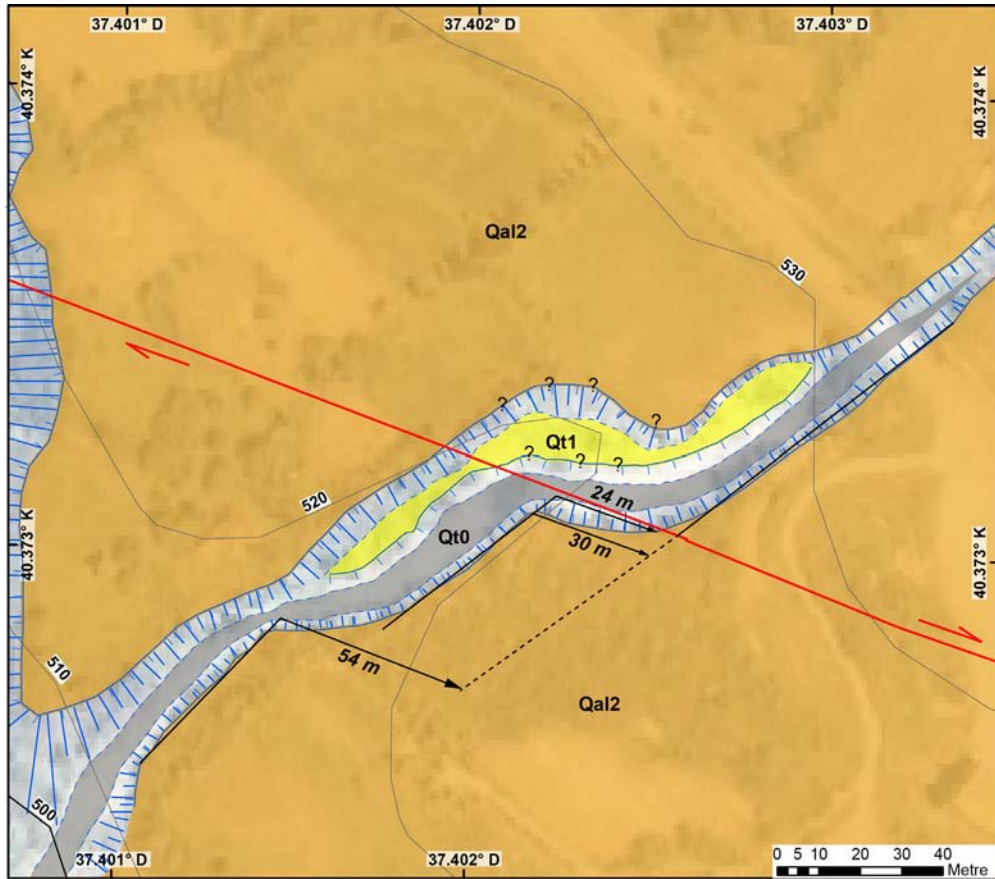 37.401° D
37.402° D
37.403° D
40.374° K
40.374° K
Qal2
530
?
?
?
?
Qt1
?
?
?
520
24 m
Qt0
30 m
40.373° K
40.373° K
54 m
510
Qal2
500
37.401° D
37.402° D
0 5 10 20 30 40
Metre